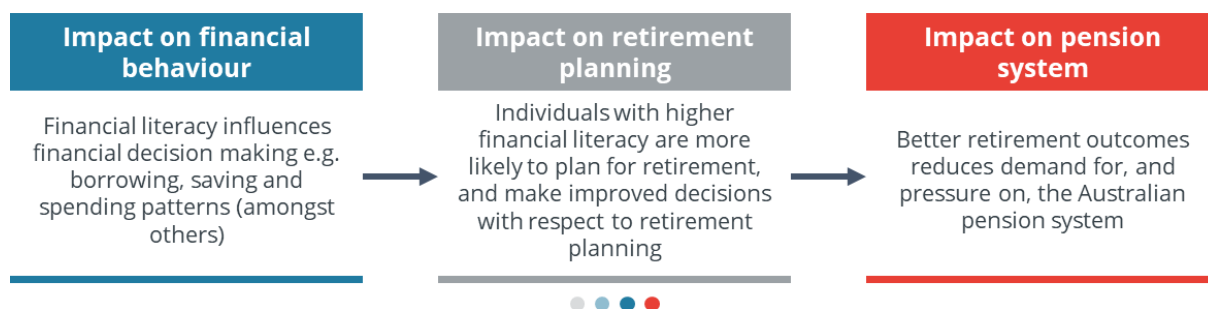 Impact on financial
behaviour
Financial literacy influences
financial decision making e.g.
borrowing, saving and
spending patterns (amongst
others)
Impact on retirement
planning
Individuals with higher
financial literacy are more
likely to plan for retirement,
and make improved decisions
with respect to retirement
planning
Impact on pension
system
Better retirement outcomes
reduces demand for, and
pressure on, the Australian
pension system